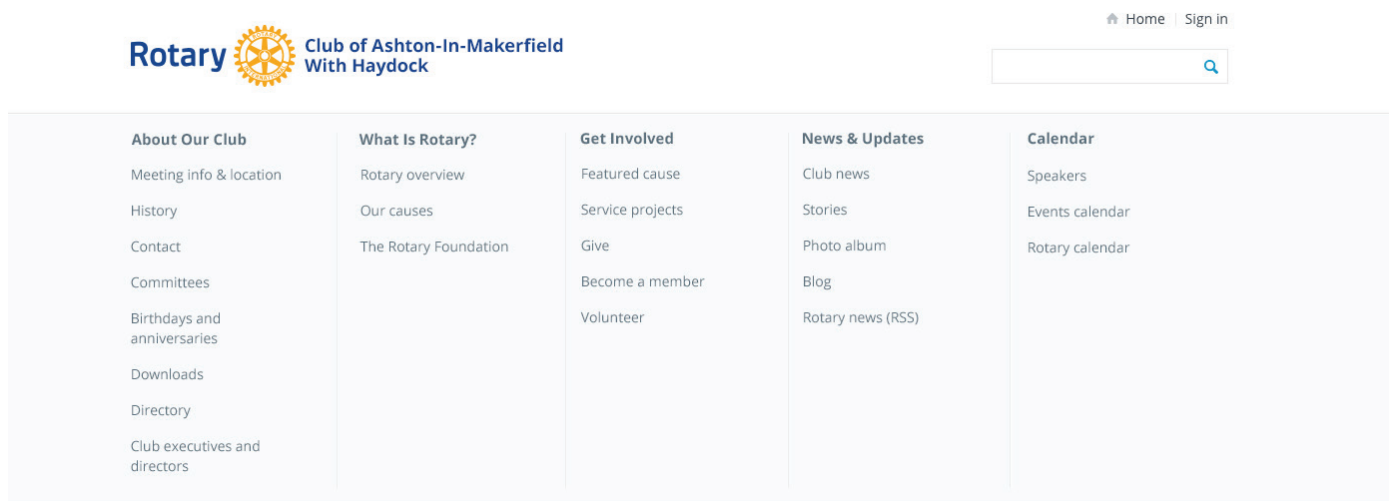 Home Sign in
Rotary
ROTARY
INTERNATIONAL
Club of Ashton-In-Makerfield
With Haydock
About Our Club
Meeting info & location
History
Contact
Committees
Birthdays and
anniversaries
Downloads
Directory
Club executives and
directors
What Is Rotary?
Rotary overview
Our causes
The Rotary Foundation
Get Involved
Featured cause
Service projects
Give
Become a member
Volunteer
News & Updates
Club news
Stories
Photo album
Blog
Rotary news (RSS)
Calendar
Speakers
Events calendar
Rotary calendar